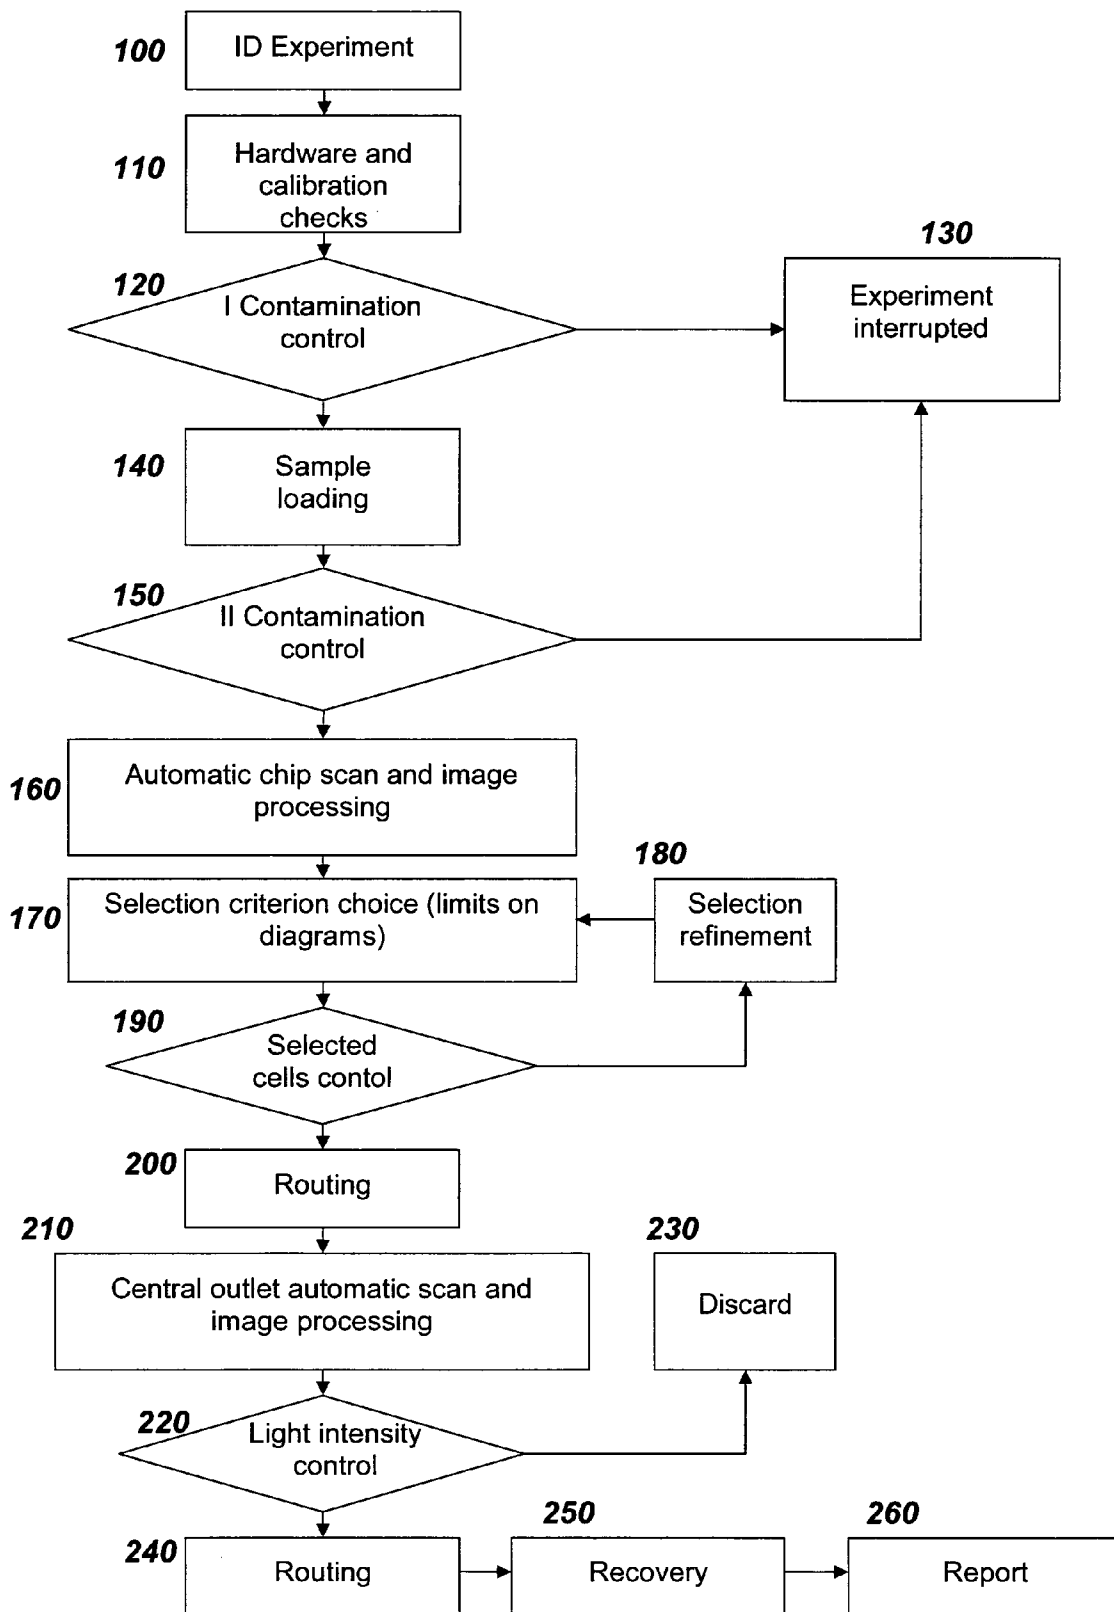 100
ID Experiment
110
Hardware and
calibration
checks
120
I Contamination
control
130
Experiment
interrupted
140
Sample
loading
150
II Contamination
control
160
Automatic chip scan and image
processing
170
Selection criterion choice (limits on
diagrams)
180
Selection
refinement
190
Selected
cells contol
200
Routing
210
Central outlet automatic scan and
image processing
220
Light intensity
control
230
Discard
240
Routing
250
Recovery
260
Report